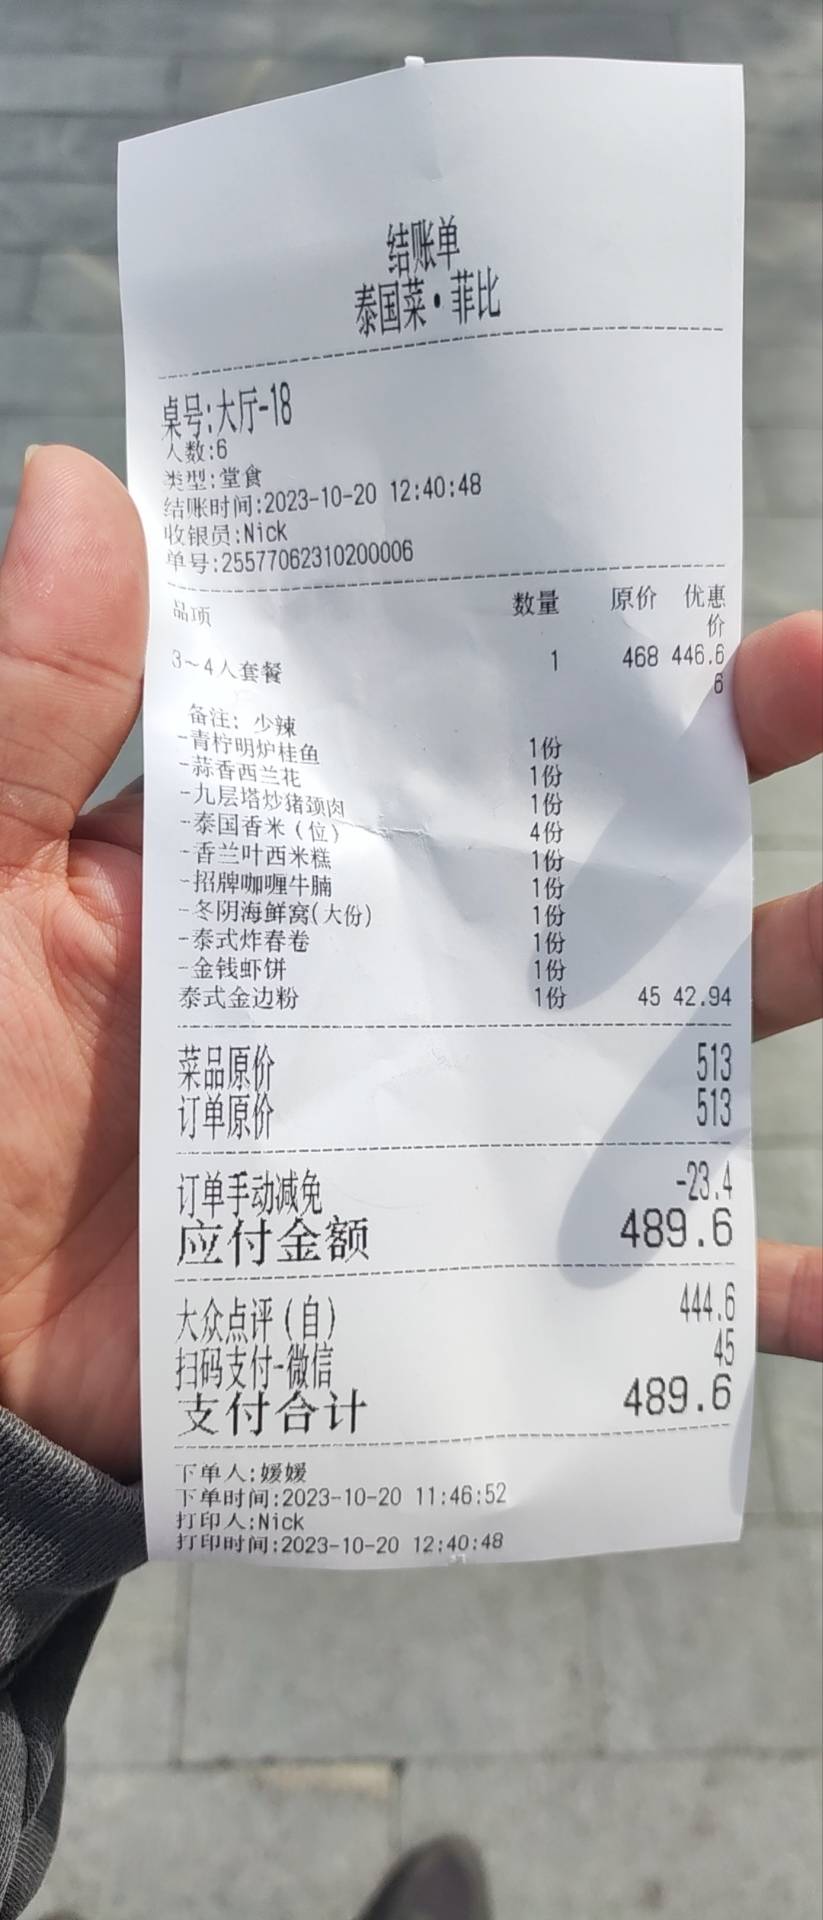 结账单
泰国菜·菲比
桌号:大厅-18
人数:6
类型:堂食
结账时间:2023-10-20 12:40:48
收银员:Nick
单号:25577062310200006
品项 数量 原价 优惠
价
3~4人套餐 1 468 446.6
6
备注: 少辣
-青柠明炉桂鱼 1份
-蒜香西兰花 1份
-九层塔炒猪颈肉 1份
-泰国香米(位) 4份
-香兰叶西米糕 1份
-招牌咖喱牛腩 1份
-冬阴海鲜窝(大份) 1份
-泰式炸春卷 1份
-金钱虾饼 1份
泰式金边粉 1份 45 42.94
菜品原价 513
订单原价 513
订单手动减免 -23.4
应付金额 489.6
大众点评(自) 444.6
扫码支付-微信 45
支付合计 489.6
下单人:媛媛
下单时间:2023-10-20 11:46:52
打印人:Nick
打印时间:2023-10-20 12:40:48